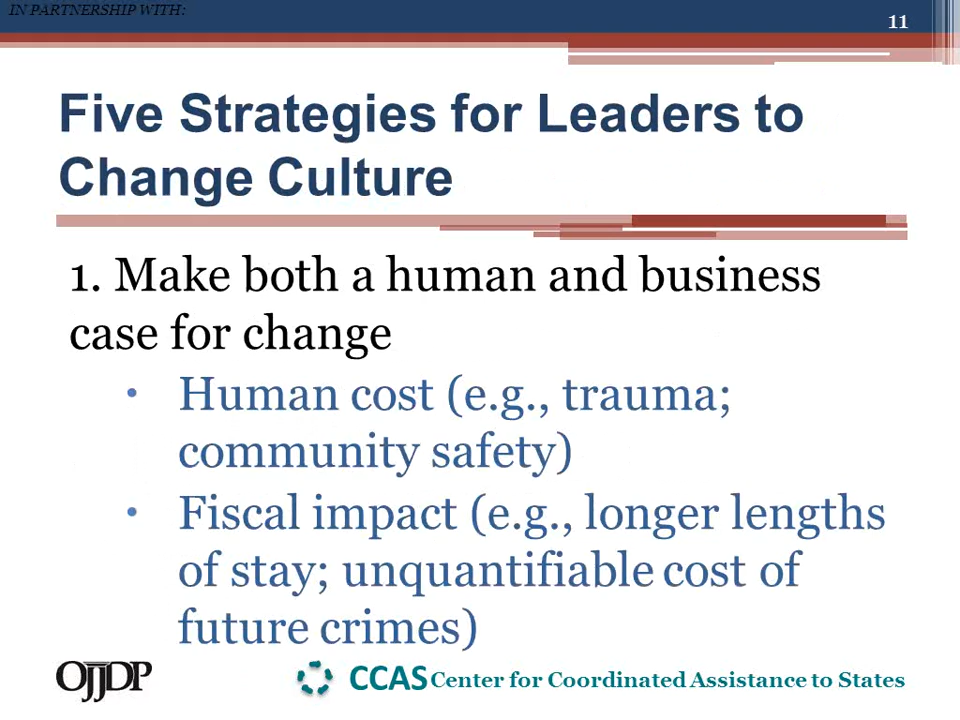 IN PARTNERSHIP WITH:
11
Five Strategies for Leaders to
Change Culture
1. Make both a human and business
case for change
• Human cost (e.g., trauma;
community safety)
• Fiscal impact (e.g., longer lengths
of stay; unquantifiable cost of
future crimes)
OJJDP
CCAS Center for Coordinated Assistance to States